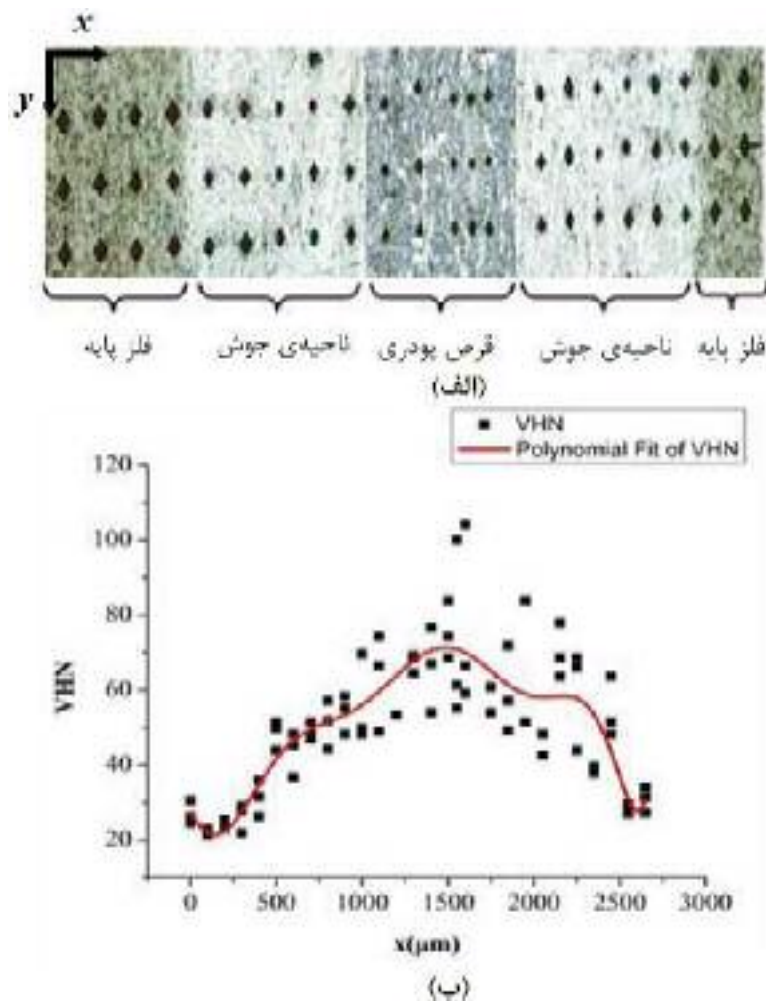 x
y
فلز پایه
ناحیه‌ی جوش
قرص پودری
ناحیه‌ی جوش
فلز پایه
(الف)
VHN
Polynomial Fit of VHN
120
100
80
60
40
20
VHN
0
500
1000
1500
2000
2500
3000
x(μm)
(ب)